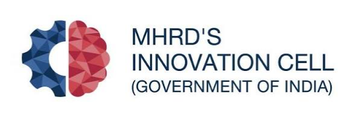 MHRD'S
INNOVATION CELL
(GOVERNMENT OF INDIA)